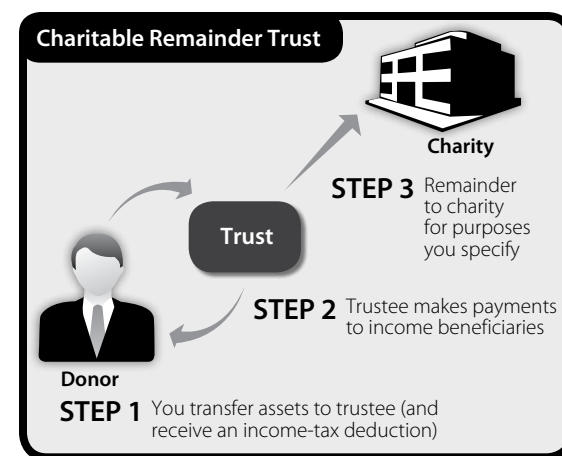 Charitable Remainder Trust
Charity
STEP 3 Remainder
to charity
for purposes
you specify
Trust
STEP 2 Trustee makes payments
to income beneficiaries
Donor
STEP 1 You transfer assets to trustee (and
receive an income-tax deduction)